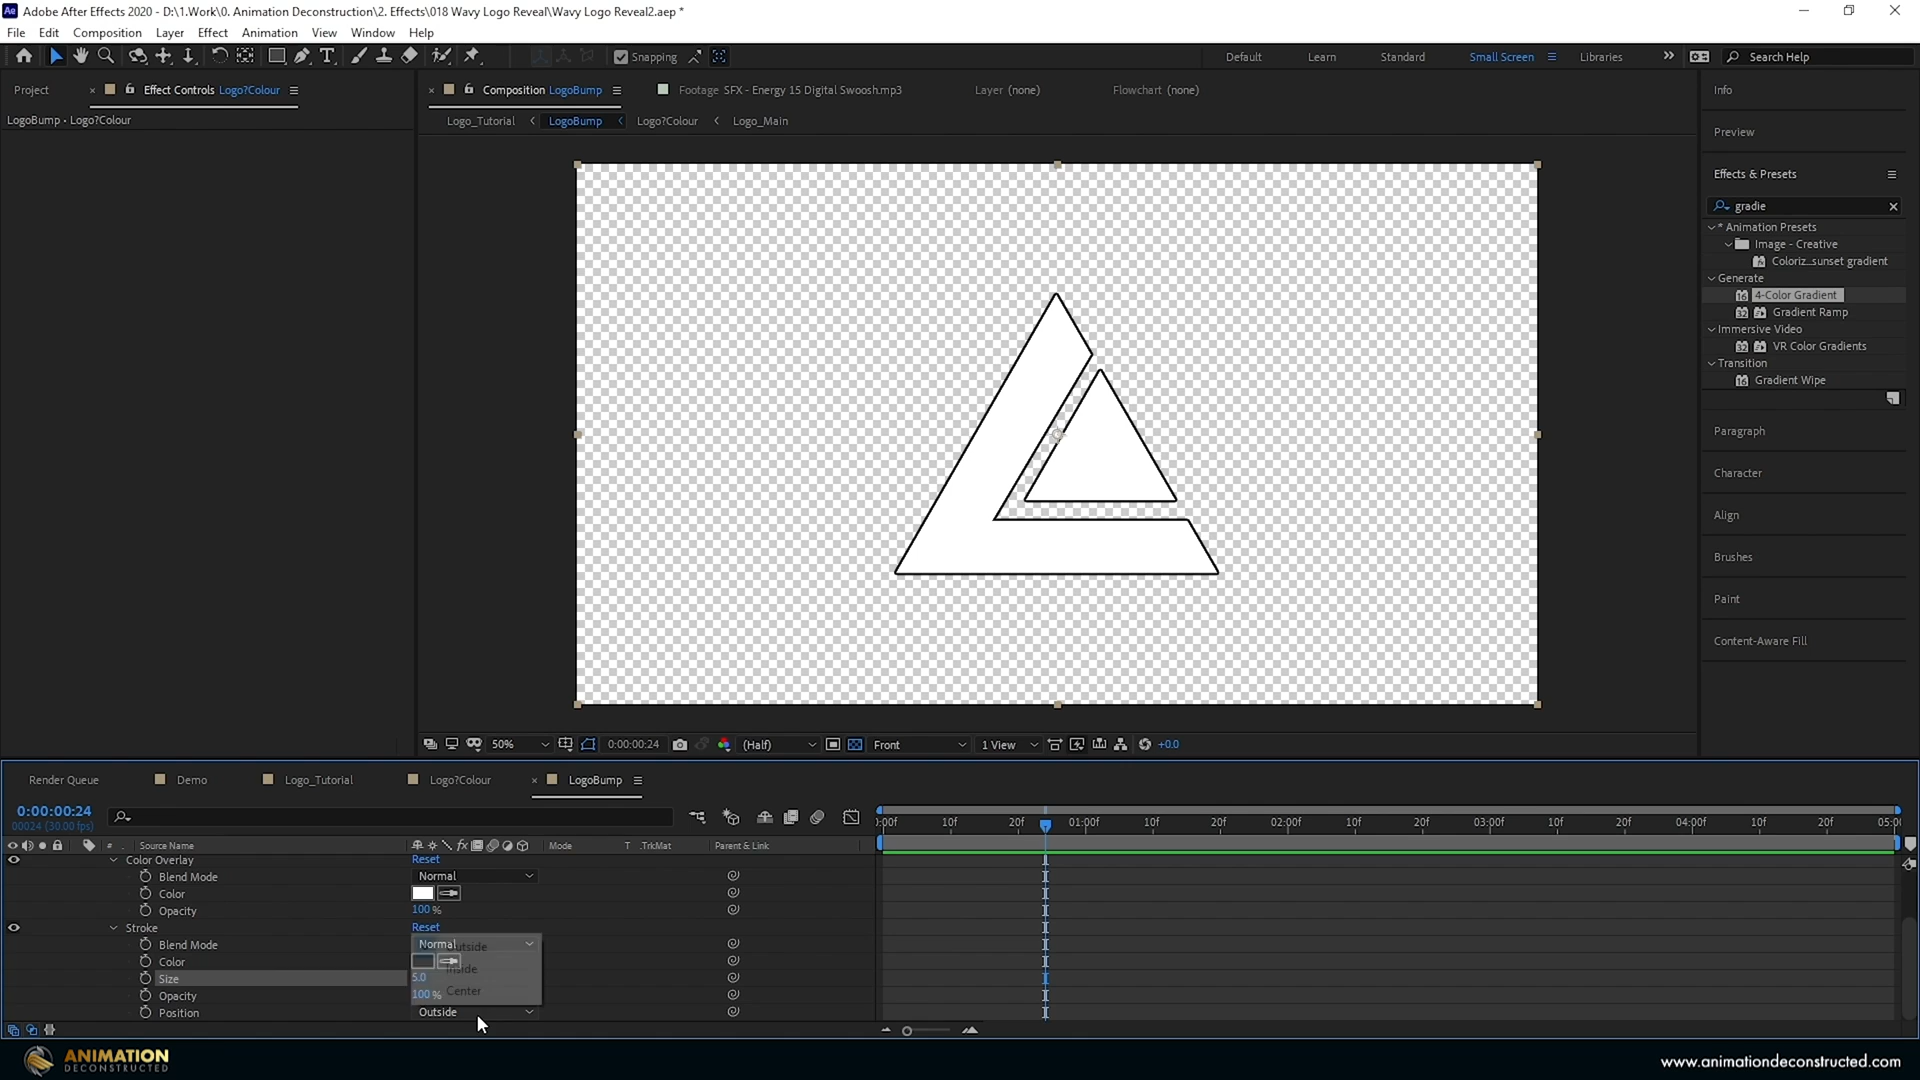 Ae Adobe After Effects 2020 - D:\1.Work\0. Animation Deconstruction\2. Effects\018 Wavy Logo Reveal\Wavy Logo Reveal2.aep *
File Edit Composition Layer Effect Animation View Window Help
Snapping Default Learn Standard Small Screen Libraries Search Help
Project Effect Controls Logo?Colour Composition LogoBump Footage SFX - Energy 15 Digital Swoosh.mp3 Layer (none) Flowchart (none) Info
LogoBump • Logo?Colour Logo_Tutorial LogoBump Logo?Colour Logo_Main
Preview
Effects & Presets
gradie
* Animation Presets
Image - Creative
Coloriz...sunset gradient
Generate
16 4-Color Gradient
32 Gradient Ramp
Immersive Video
32 VR Color Gradients
Transition
16 Gradient Wipe
Paragraph
Character
Align
Brushes
Paint
Content-Aware Fill
50% 0:00:00:24 (Half) Front 1 View +0.0
Render Queue Demo Logo_Tutorial Logo?Colour LogoBump
0:00:00:24
00024 (30.00 fps)
:00f 10f 20f 01:00f 10f 20f 02:00f 10f 20f 03:00f 10f 20f 04:00f 10f 20f 05:0
# Source Name fx Mode T .TrkMat Parent & Link
Color Overlay Reset
Blend Mode Normal
Color
Opacity 100 %
Stroke Reset
Blend Mode Normal
Outside
Color
Inside
Size 5.0
Center
Opacity 100 %
Position Outside
ANIMATION
DECONSTRUCTED
www.animationdeconstructed.com